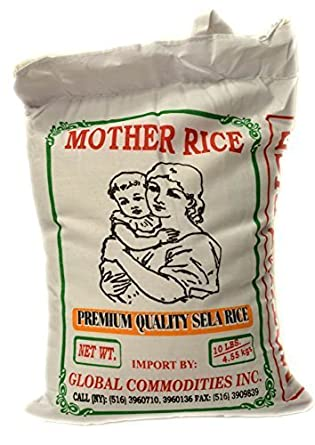 MOTHER RICE
PREMIUM QUALITY SELA RICE
NET WT.
10 LBS.
4.55 kgs
IMPORT BY:
GLOBAL COMMODITIES INC.
CALL (NY): (516) 3960710, 3960136 FAX: (516) 3909839